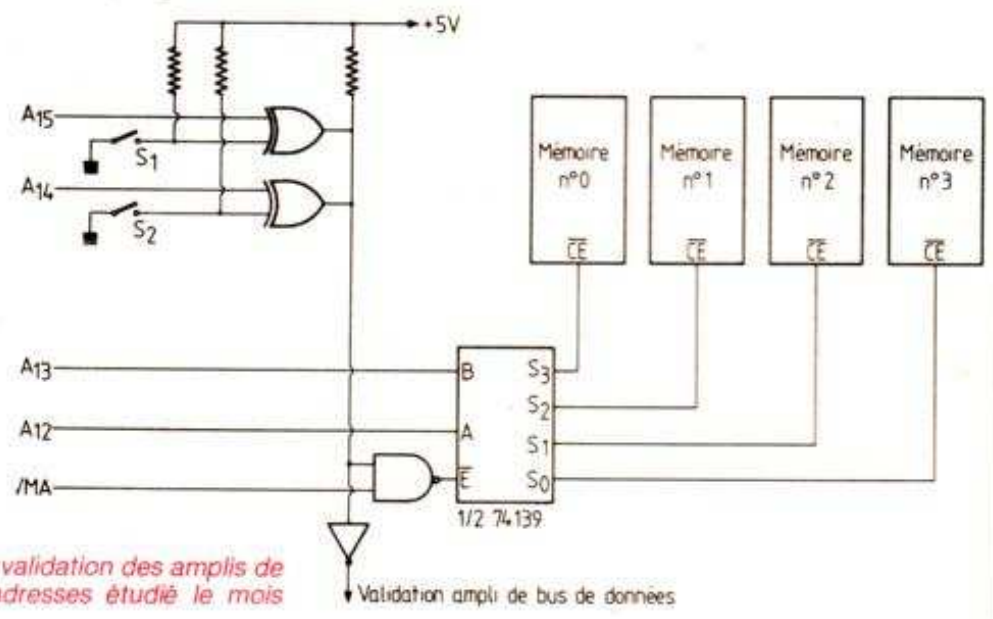 +5V
A15
S1
A14
S2
Mémoire n°0
Mémoire n°1
Mémoire n°2
Mémoire n°3
CE
CE
CE
CE
A13
B
S3
S2
A12
A
S1
/MA
E
S0
1/2 74139
validation des amplis de
adresses étudié le mois
Validation ampli de bus de données